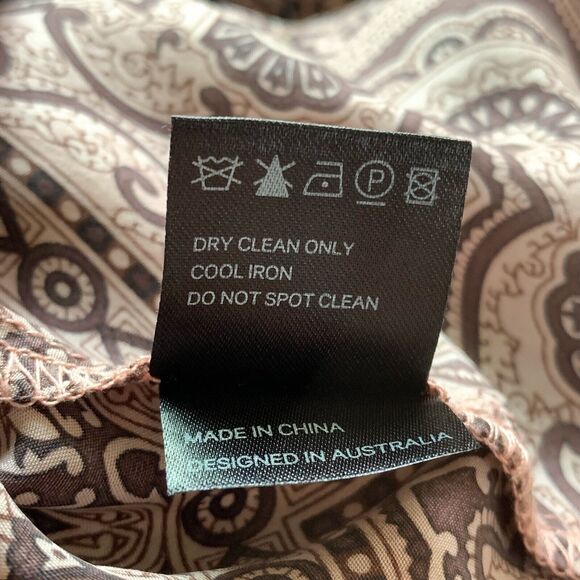 P
DRY CLEAN ONLY
COOL IRON
DO NOT SPOT CLEAN
MADE IN CHINA
DESIGNED IN AUSTRALIA